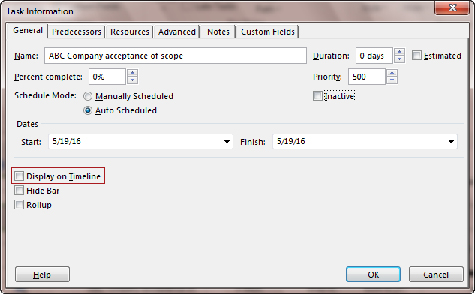 Task Information
General Predecessors Resources Advanced Notes Custom Fields
Name: ABC Company acceptance of scope Duration: 0 days Estimated
Percent complete: 0% Priority 500
Schedule Mode: Manually Scheduled Inactive
Auto Scheduled
Dates
Start: 5/19/16 Finish: 5/19/16
Display on Timeline
Hide Bar
Rollup
Help OK Cancel